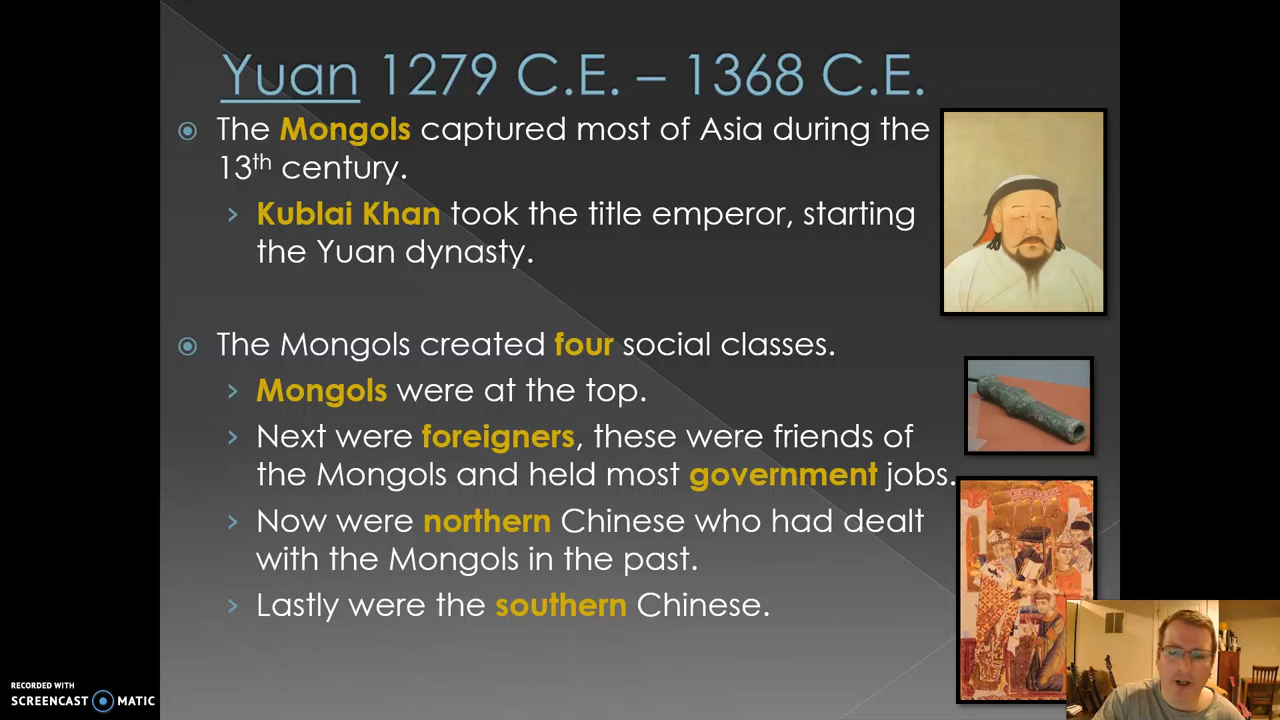 Yuan 1279 C.E. – 1368 C.E.
The Mongols captured most of Asia during the
13th century.
Kublai Khan took the title emperor, starting
the Yuan dynasty.
The Mongols created four social classes.
Mongols were at the top.
Next were foreigners, these were friends of
the Mongols and held most government jobs.
Now were northern Chinese who had dealt
with the Mongols in the past.
Lastly were the southern Chinese.
RECORDED WITH
SCREENCAST MATIC